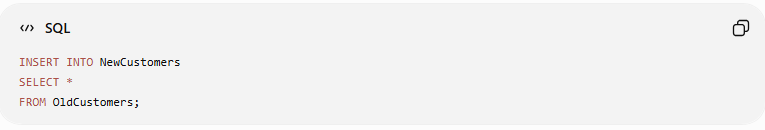 </> SQL
INSERT INTO NewCustomers
SELECT *
FROM OldCustomers;